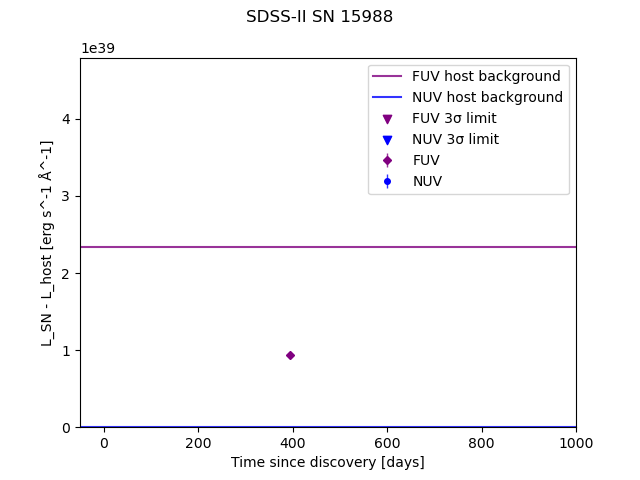 SDSS-II SN 15988
1e39
FUV host background
NUV host background
FUV 3σ limit
NUV 3σ limit
FUV
NUV
4
3
2
1
0
L_SN - L_host [erg s^-1 Å^-1]
0 200 400 600 800 1000
Time since discovery [days]